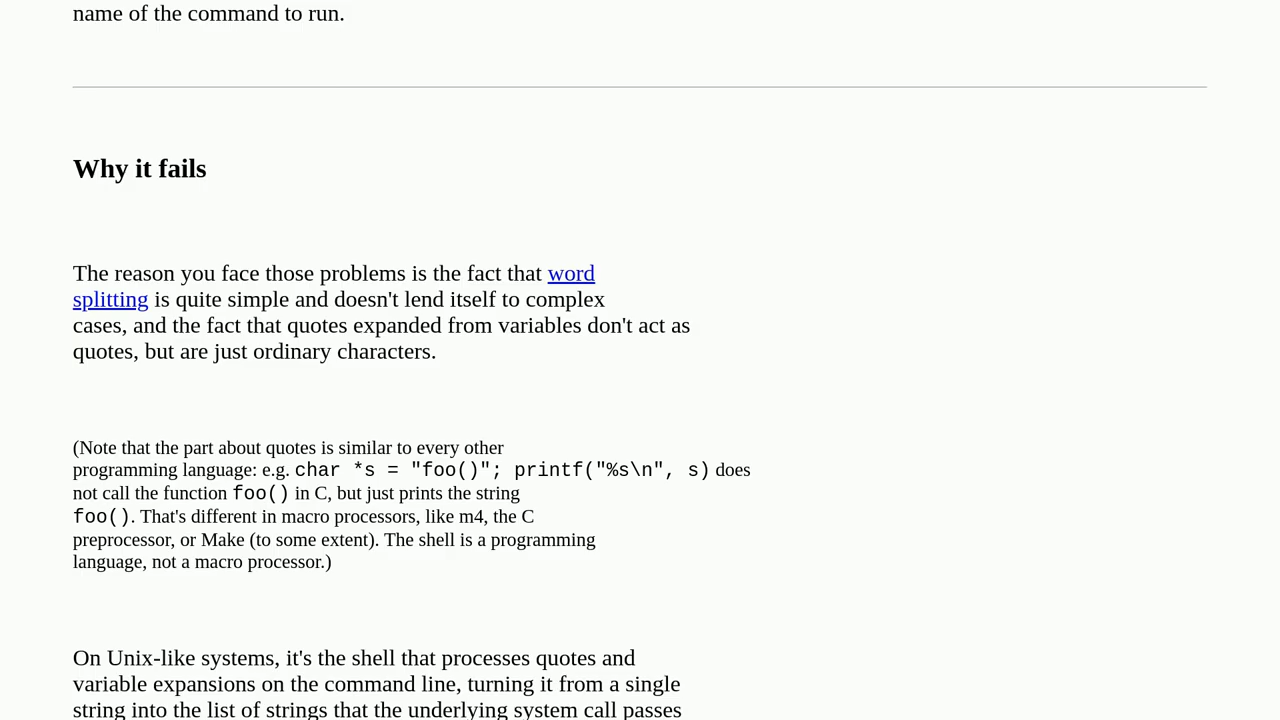 name of the command to run.
Why it fails
The reason you face those problems is the fact that word
splitting is quite simple and doesn't lend itself to complex
cases, and the fact that quotes expanded from variables don't act as
quotes, but are just ordinary characters.
(Note that the part about quotes is similar to every other
programming language: e.g. char *s = "foo()"; printf("%s\n", s) does
not call the function foo() in C, but just prints the string
foo(). That's different in macro processors, like m4, the C
preprocessor, or Make (to some extent). The shell is a programming
language, not a macro processor.)
On Unix-like systems, it's the shell that processes quotes and
variable expansions on the command line, turning it from a single
string into the list of strings that the underlying system call passes